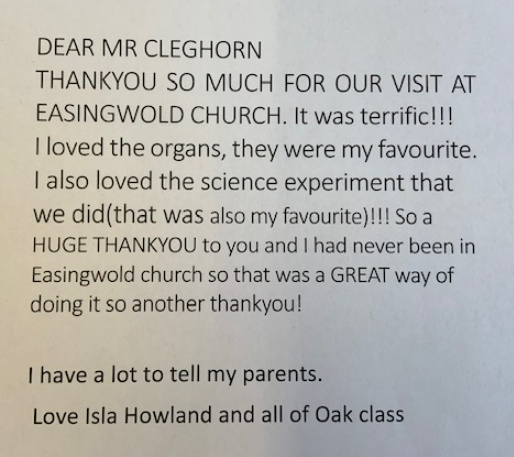 DEAR MR CLEGHORN
THANKYOU SO MUCH FOR OUR VISIT AT
EASINGWOLD CHURCH. It was terrific!!!
I loved the organs, they were my favourite.
I also loved the science experiment that
we did(that was also my favourite)!!! So a
HUGE THANKYOU to you and I had never been in
Easingwold church so that was a GREAT way of
doing it so another thankyou!
I have a lot to tell my parents.
Love Isla Howland and all of Oak class